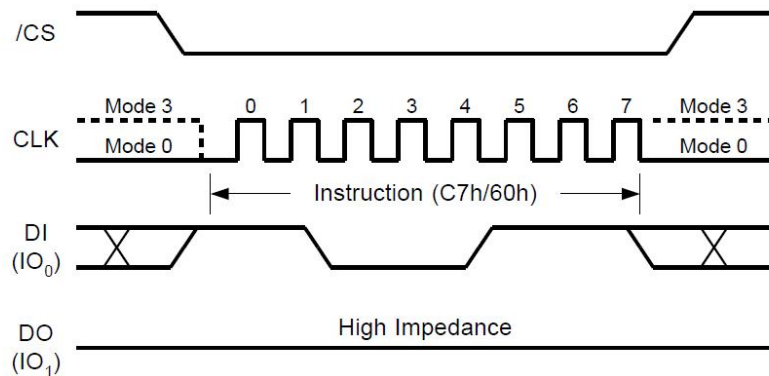 /CS
Mode 3 0 1 2 3 4 5 6 7 Mode 3
CLK
Mode 0 Mode 0
Instruction (C7h/60h)
DI
(IO₀)
High Impedance
DO
(IO₁)